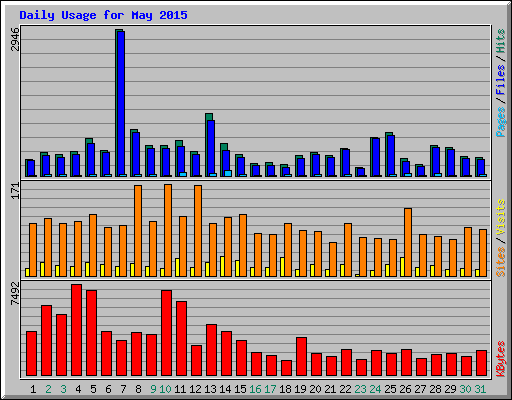 Daily Usage for May 2015
2946
Pages / Files / Hits
171
Sites / Visits
7492
KBytes
1 2 3 4 5 6 7 8 9 10 11 12 13 14 15 16 17 18 19 20 21 22 23 24 25 26 27 28 29 30 31